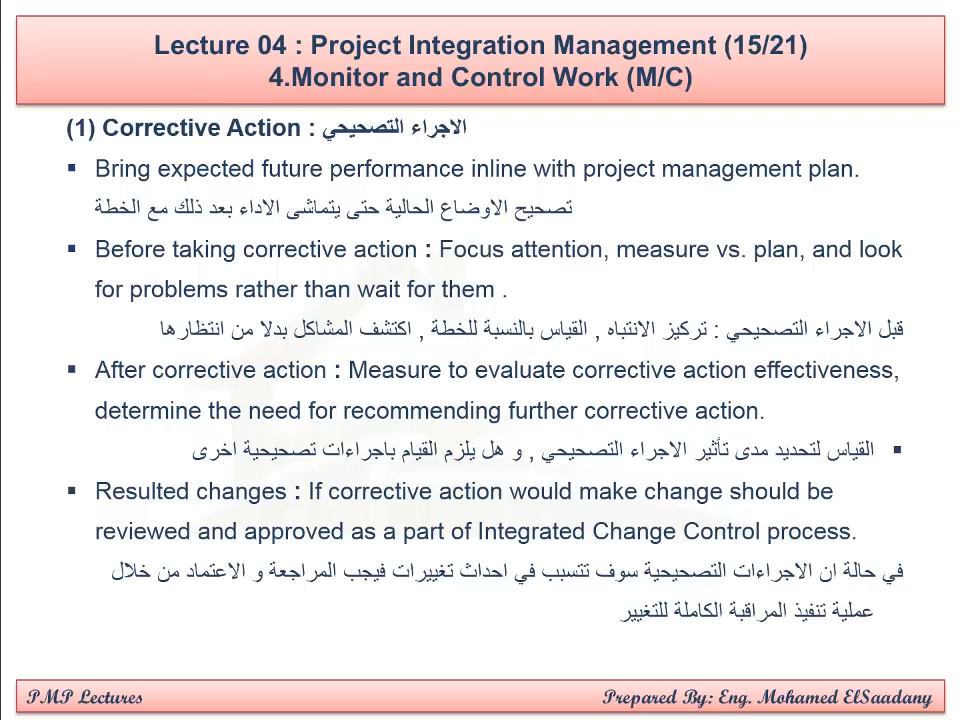 Lecture 04 : Project Integration Management (15/21)
4.Monitor and Control Work (M/C)
(1) Corrective Action : الاجراء التصحيحي
▪ Bring expected future performance inline with project management plan.
تصحيح الاوضاع الحالية حتى يتماشى الاداء بعد ذلك مع الخطة
▪ Before taking corrective action : Focus attention, measure vs. plan, and look
for problems rather than wait for them .
قبل الاجراء التصحيحي : تركيز الانتباه , القياس بالنسبة للخطة , اكتشف المشاكل بدلا من انتظارها
▪ After corrective action : Measure to evaluate corrective action effectiveness,
determine the need for recommending further corrective action.
▪ القياس لتحديد مدى تأثير الاجراء التصحيحي , و هل يلزم القيام باجراءات تصحيحية اخرى
▪ Resulted changes : If corrective action would make change should be
reviewed and approved as a part of Integrated Change Control process.
في حالة ان الاجراءات التصحيحية سوف تتسبب في احداث تغييرات فيجب المراجعة و الاعتماد من خلال
عملية تنفيذ المراقبة الكاملة للتغيير
PMP Lectures
Prepared By: Eng. Mohamed ElSaadany